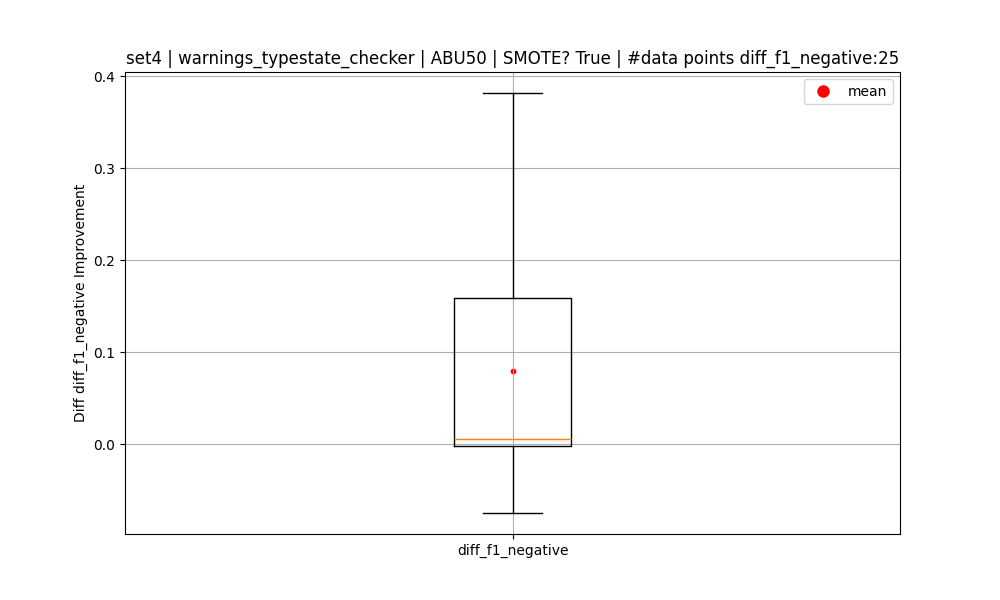 set4 | warnings_typestate_checker | ABU50 | SMOTE? True | #data points diff_f1_negative:25
mean
0.4
0.3
0.2
0.1
0.0
Diff diff_f1_negative Improvement
diff_f1_negative